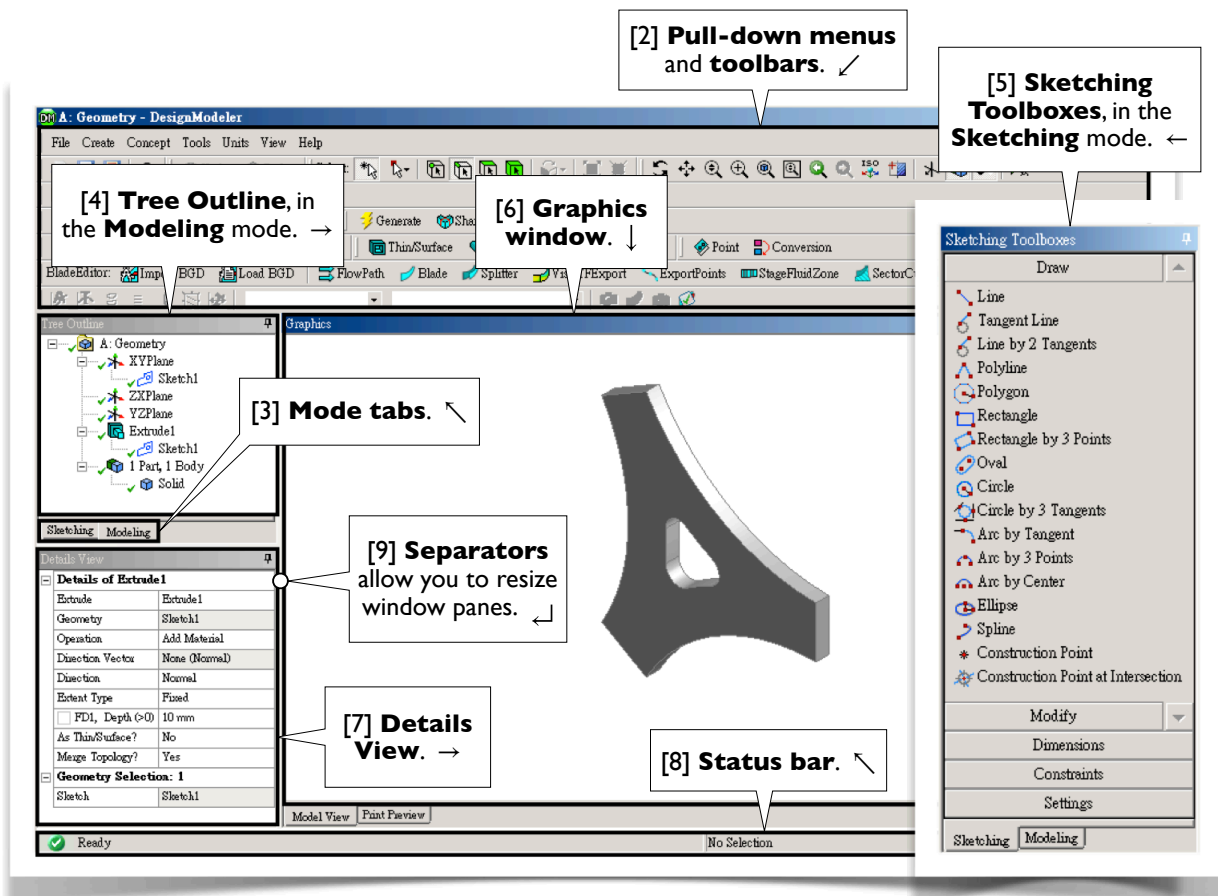 [2] Pull-down menus
and toolbars. ↙
[5] Sketching
Toolboxes, in the
Sketching mode. ←
A: Geometry - DesignModeler
File Create Concept Tools Units View Help
[4] Tree Outline, in
the Modeling mode. →
[6] Graphics
window. ↓
Generate
Thin/Surface
Point Conversion
BladeEditor: BGD Load BGD FlowPath Blade Splitter ExportPoints StageFluidZone
Tree Outline
A: Geometry
XYPlane
Sketch1
ZXPlane
YZPlane
Extrude1
Sketch1
1 Part, 1 Body
Solid
Sketching Modeling
[3] Mode tabs. ↖
Graphics
[9] Separators
allow you to resize
window panes. ↵
Details View
Details of Extrude1
Extrude Extrude1
Geometry Sketch1
Operation Add Material
Direction Vector None (Normal)
Direction Normal
Extent Type Fixed
FD1, Depth (>0) 10 mm
As Thin/Surface? No
Merge Topology? Yes
Geometry Selection: 1
Sketch Sketch1
[7] Details
View. →
[8] Status bar. ↖
Model View Print Preview
Ready No Selection
Sketching Toolboxes
Draw
Line
Tangent Line
Line by 2 Tangents
Polyline
Polygon
Rectangle
Rectangle by 3 Points
Oval
Circle
Circle by 3 Tangents
Arc by Tangent
Arc by 3 Points
Arc by Center
Ellipse
Spline
Construction Point
Construction Point at Intersection
Modify
Dimensions
Constraints
Settings
Sketching Modeling